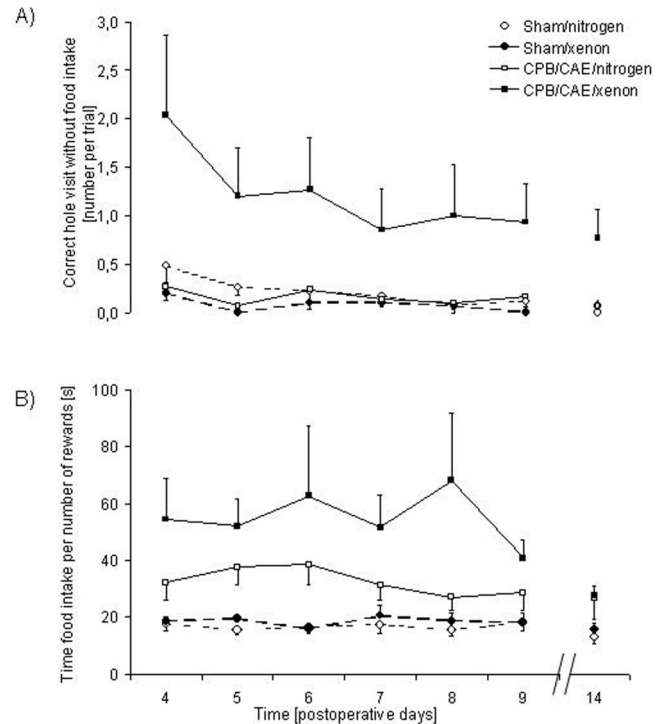 A)
Correct hole visit without food intake
[number per trial]
3,0
2,5
2,0
1,5
1,0
0,5
0,0
Sham/nitrogen
Sham/xenon
CPB/CAE/nitrogen
CPB/CAE/xenon
B)
Time food intake per number of rewards [s]
100
80
60
40
20
0
4
5
6
7
8
9
14
Time [postoperative days]